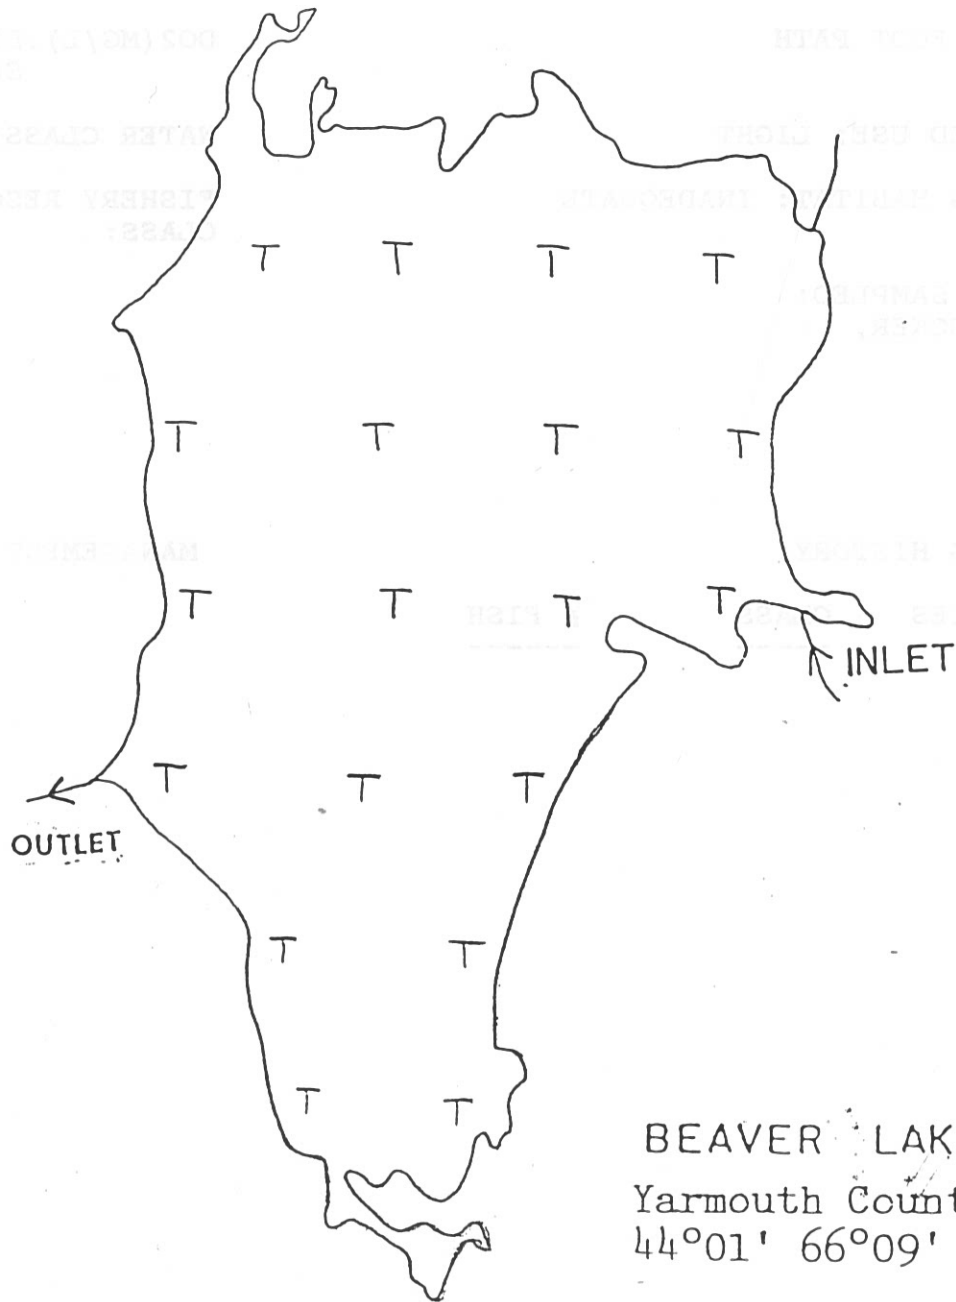 T T T T
T T T T
T T T T
INLET
T T T
OUTLET
T T
T T
BEAVER LAK
Yarmouth Count
44°01' 66°09'